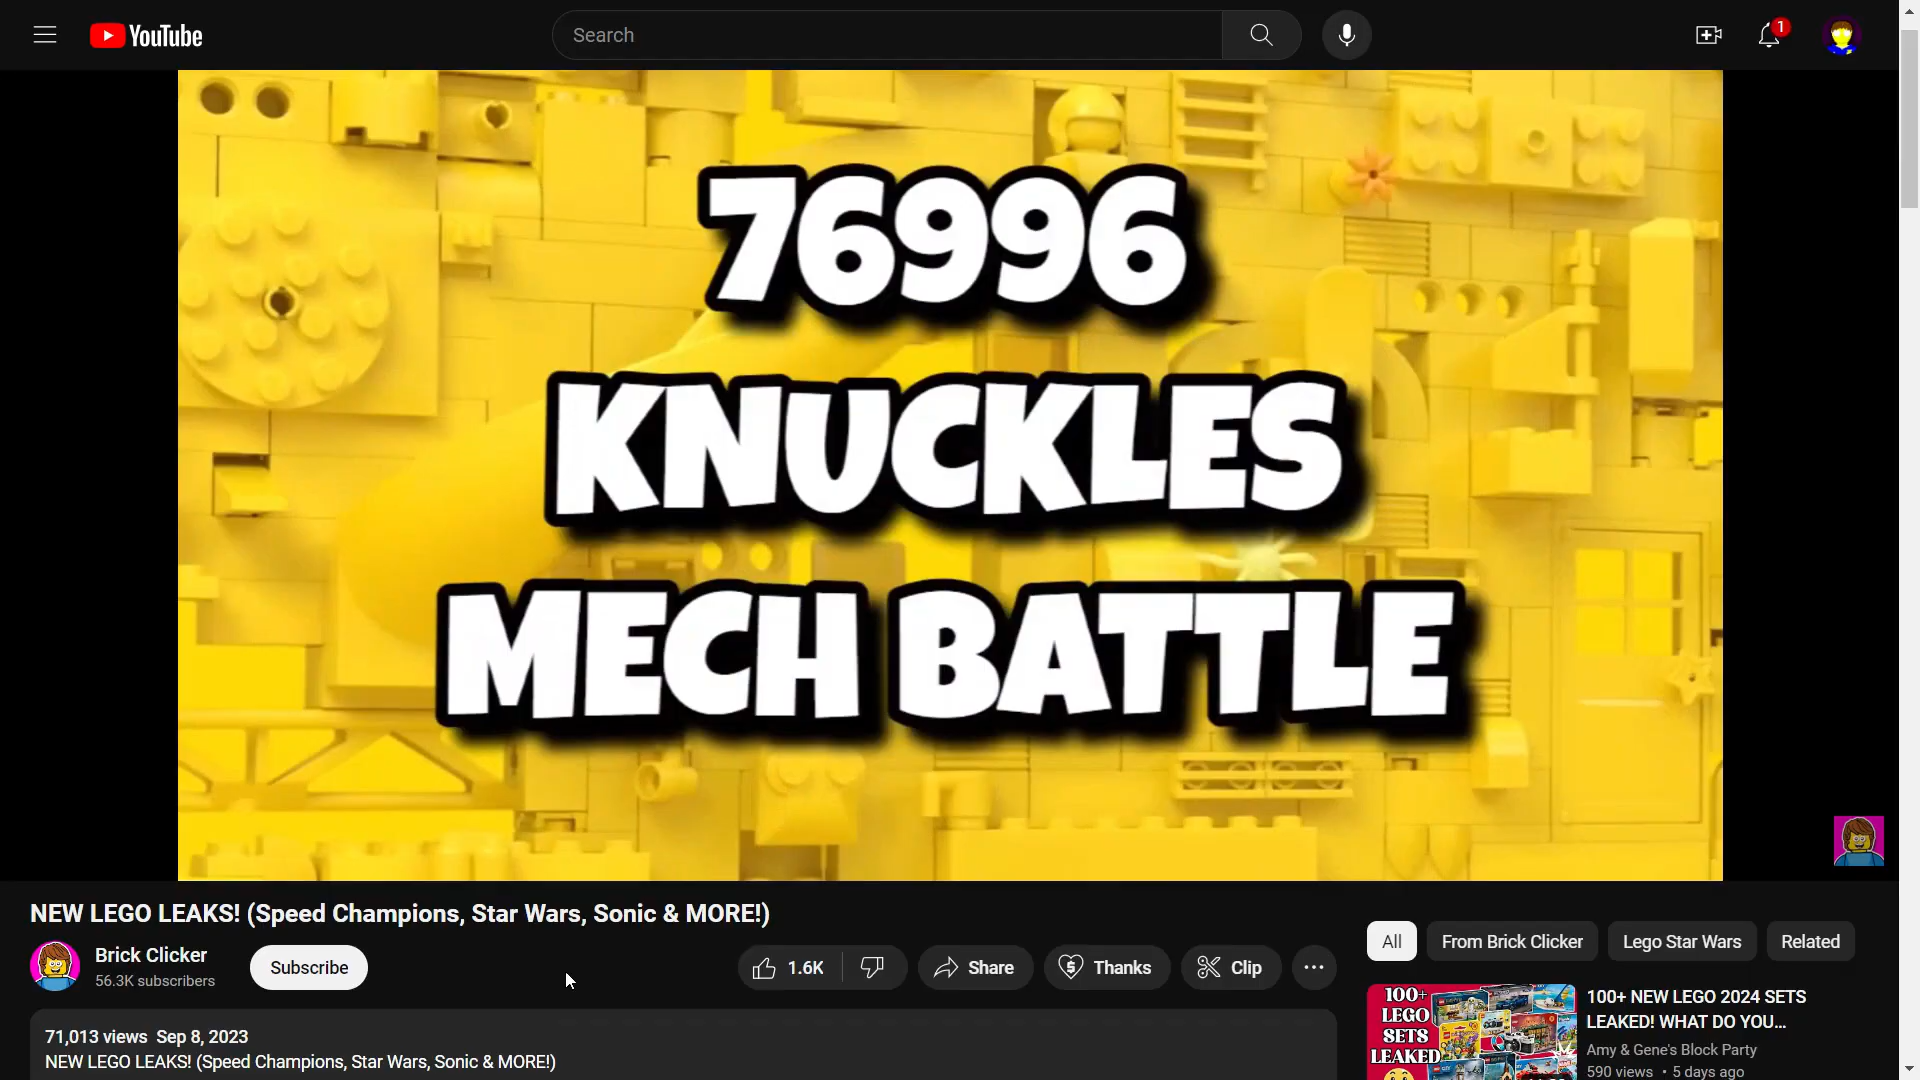 YouTube
Search
1
76996
KNUCKLES
MECH BATTLE
NEW LEGO LEAKS! (Speed Champions, Star Wars, Sonic & MORE!)
Brick Clicker
56.3K subscribers
Subscribe
1.6K
Share
Thanks
Clip
71,013 views Sep 8, 2023
NEW LEGO LEAKS! (Speed Champions, Star Wars, Sonic & MORE!)
All
From Brick Clicker
Lego Star Wars
Related
100+
LEGO
SETS
LEAKED
100+ NEW LEGO 2024 SETS
LEAKED! WHAT DO YOU...
Amy & Gene's Block Party
590 views • 5 days ago